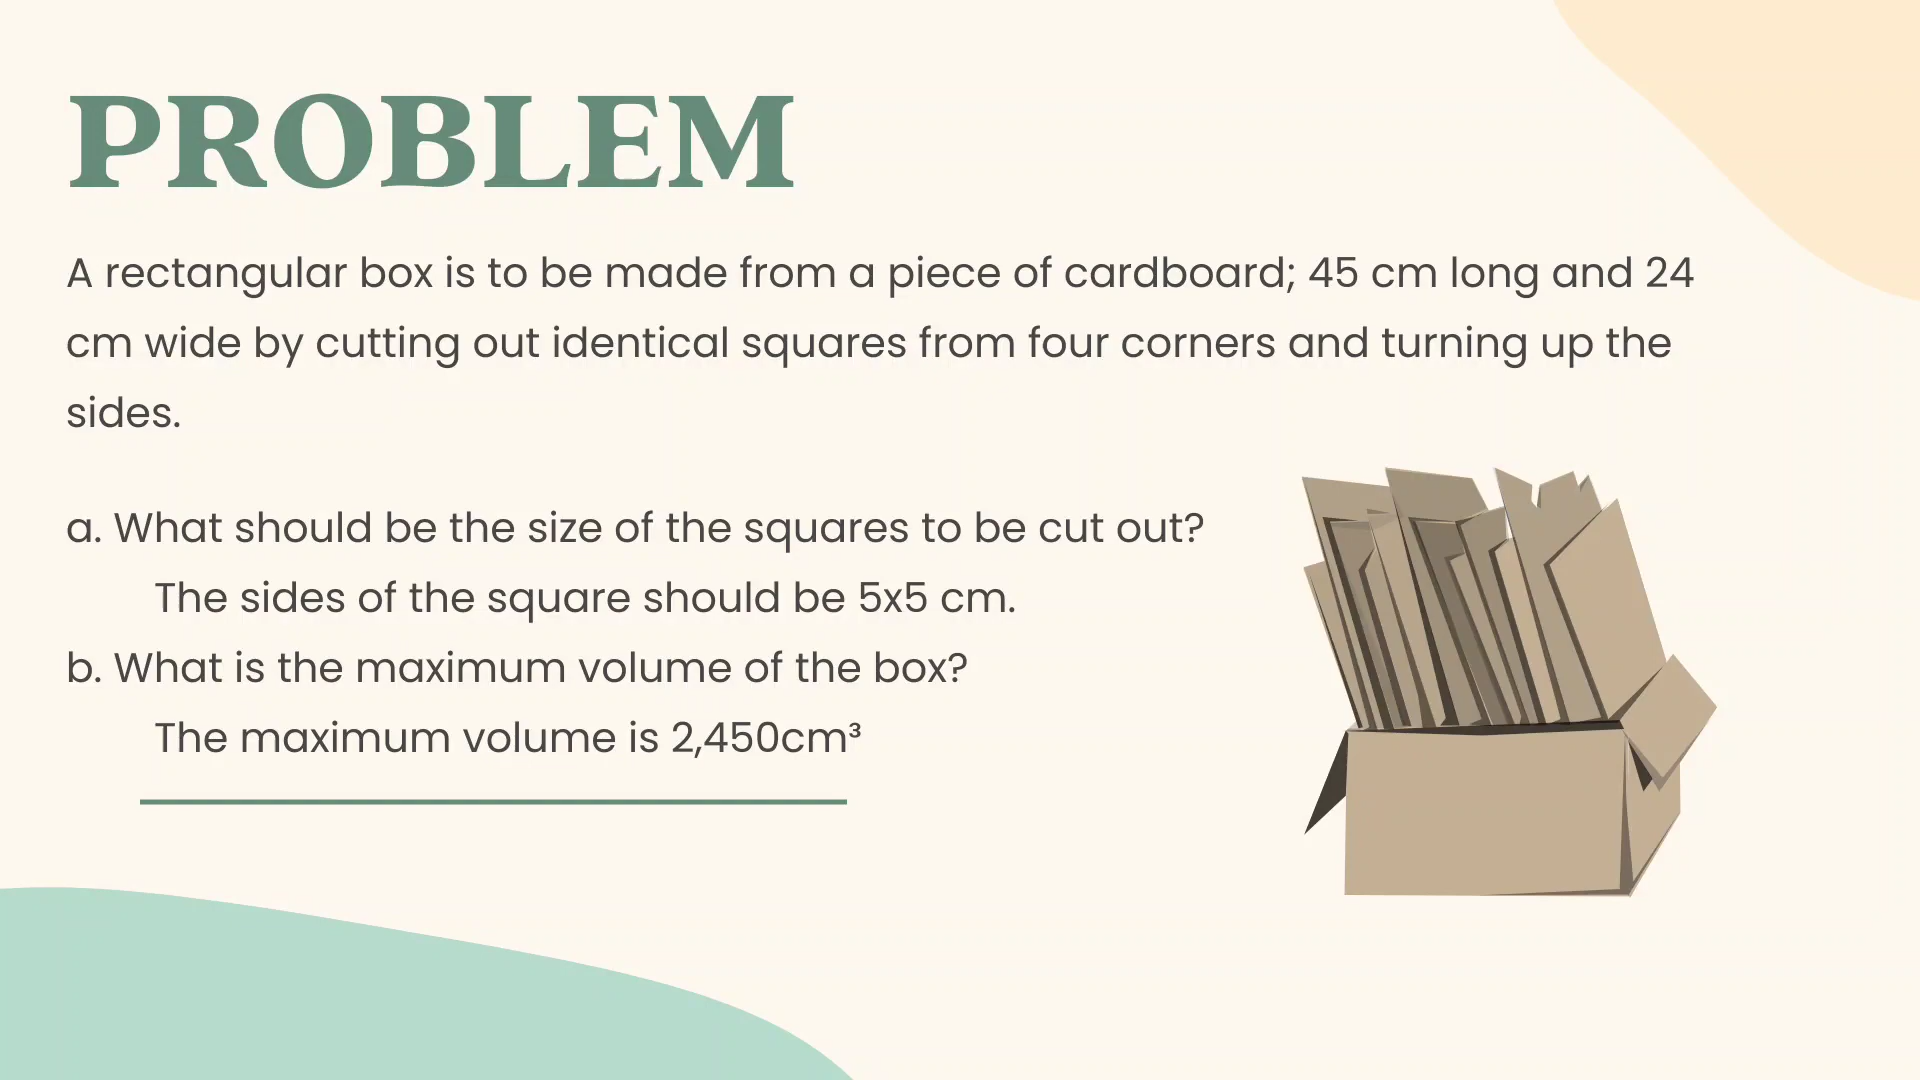 PROBLEM
A rectangular box is to be made from a piece of cardboard; 45 cm long and 24
cm wide by cutting out identical squares from four corners and turning up the
sides.
a. What should be the size of the squares to be cut out?
The sides of the square should be 5x5 cm.
b. What is the maximum volume of the box?
The maximum volume is 2,450cm³